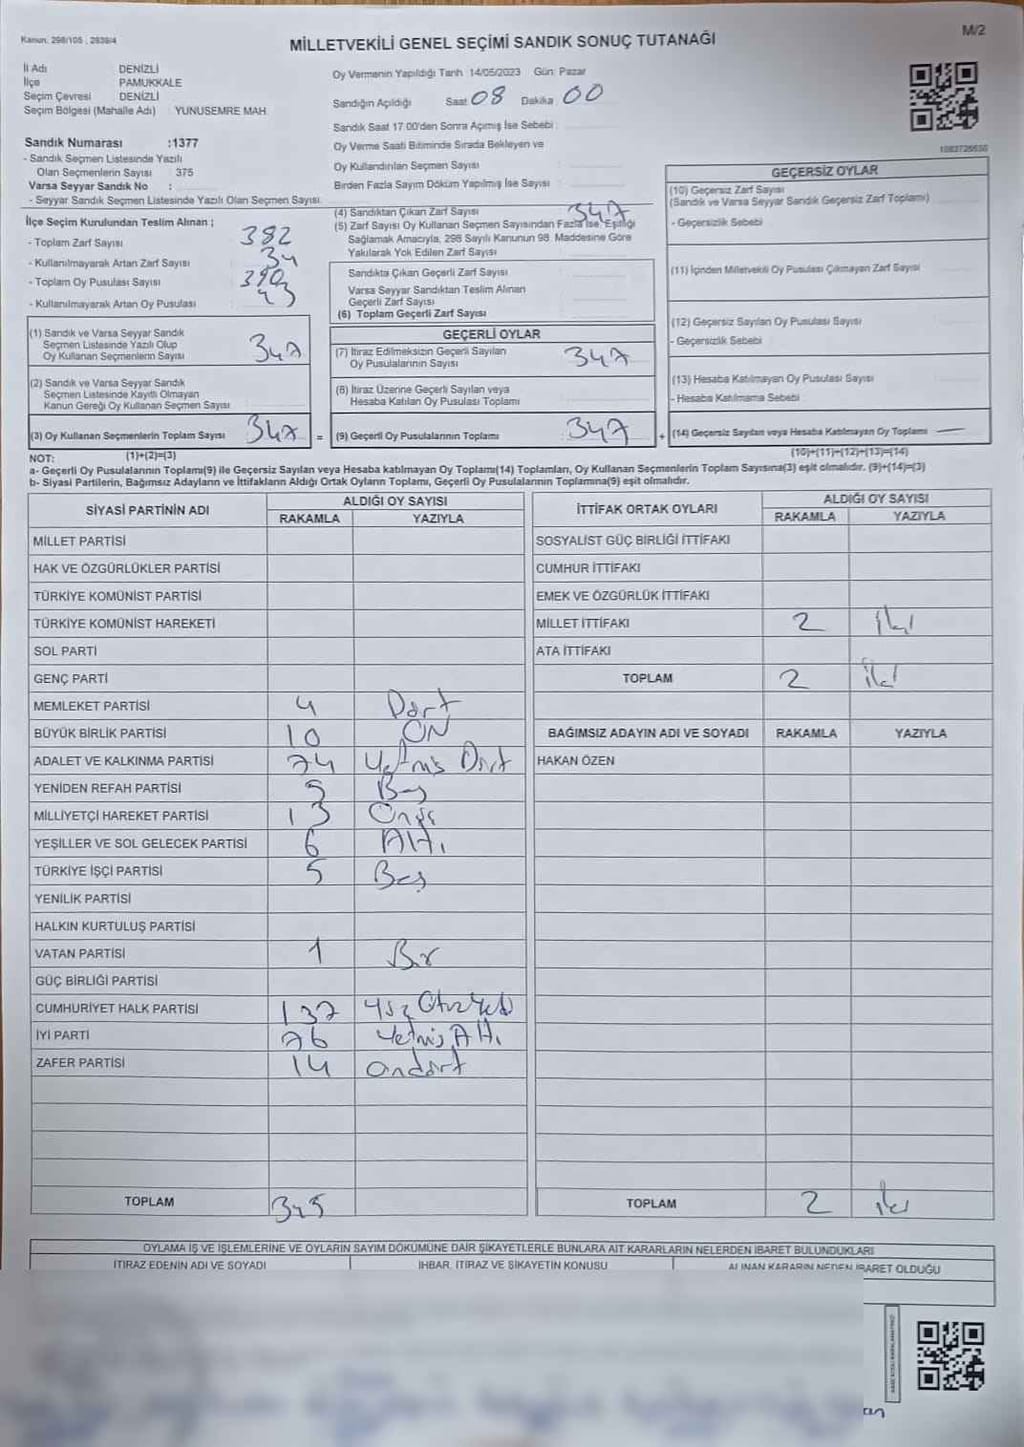 Kanun. 298/105 , 2839/4
MİLLETVEKİLİ GENEL SEÇİMİ SANDIK SONUÇ TUTANAĞI
M/2
İl Adı DENİZLİ
İlçe PAMUKKALE
Seçim Çevresi DENİZLİ
Seçim Bölgesi (Mahalle Adı) YUNUSEMRE MAH
Sandık Numarası :1377
- Sandık Seçmen Listesinde Yazılı
Olan Seçmenlerin Sayısı 375
Varsa Seyyar Sandık No :
- Seyyar Sandık Seçmen Listesinde Yazılı Olan Seçmen Sayısı
Oy Vermenin Yapıldığı Tarih 14/05/2023 Gün: Pazar
Sandığın Açıldığı Saat 08 Dakika 00
Sandık Saat 17.00'den Sonra Açılmış İse Sebebi :
Oy Verme Saati Bitiminde Sırada Bekleyen ve
Oy Kullandırılan Seçmen Sayısı :
Birden Fazla Sayım Döküm Yapılmış İse Sayısı :
1083726630
İlçe Seçim Kurulundan Teslim Alınan ;
- Toplam Zarf Sayısı 382
- Kullanılmayarak Artan Zarf Sayısı 34
- Toplam Oy Pusulası Sayısı 390
- Kullanılmayarak Artan Oy Pusulası : 43
(1) Sandık ve Varsa Seyyar Sandık
Seçmen Listesinde Yazılı Olup
Oy Kullanan Seçmenlerin Sayısı 347
(2) Sandık ve Varsa Seyyar Sandık
Seçmen Listesinde Kayıtlı Olmayan
Kanun Gereği Oy Kullanan Seçmen Sayısı
(3) Oy Kullanan Seçmenlerin Toplam Sayısı 347 =
(1)+(2)=(3)
(4) Sandıktan Çıkan Zarf Sayısı 347
(5) Zarf Sayısı Oy Kullanan Seçmen Sayısından Fazla İse, Eşitliği
Sağlamak Amacıyla, 298 Sayılı Kanunun 98. Maddesine Göre
Yakılarak Yok Edilen Zarf Sayısı
Sandıkta Çıkan Geçerli Zarf Sayısı
Varsa Seyyar Sandıktan Teslim Alınan
Geçerli Zarf Sayısı
(6) Toplam Geçerli Zarf Sayısı
GEÇERLİ OYLAR
(7) İtiraz Edilmeksizin Geçerli Sayılan
Oy Pusulalarının Sayısı 347
(8) İtiraz Üzerine Geçerli Sayılan veya
Hesaba Katılan Oy Pusulası Toplamı
(9) Geçerli Oy Pusulalarının Toplamı 347 +
GEÇERSİZ OYLAR
(10) Geçersiz Zarf Sayısı
(Sandık ve Varsa Seyyar Sandık Geçersiz Zarf Toplamı)
- Geçersizlik Sebebi
(11) İçinden Milletvekili Oy Pusulası Çıkmayan Zarf Sayısı
(12) Geçersiz Sayılan Oy Pusulası Sayısı
- Geçersizlik Sebebi
(13) Hesaba Katılmayan Oy Pusulası Sayısı
- Hesaba Katılmama Sebebi
(14) Geçersiz Sayılan veya Hesaba Katılmayan Oy Toplamı —
(10)+(11)+(12)+(13)=(14)
NOT:
a- Geçerli Oy Pusulalarının Toplamı(9) ile Geçersiz Sayılan veya Hesaba katılmayan Oy Toplamı(14) Toplamları, Oy Kullanan Seçmenlerin Toplam Sayısına(3) eşit olmalıdır. (9)+(14)=(3)
b- Siyasi Partilerin, Bağımsız Adayların ve İttifakların Aldığı Ortak Oyların Toplamı, Geçerli Oy Pusulalarının Toplamına(9) eşit olmalıdır.
SİYASİ PARTİNİN ADI ALDIĞI OY SAYISI
RAKAMLA YAZIYLA
MİLLET PARTİSİ
HAK VE ÖZGÜRLÜKLER PARTİSİ
TÜRKİYE KOMÜNİST PARTİSİ
TÜRKİYE KOMÜNİST HAREKETİ
SOL PARTİ
GENÇ PARTİ
MEMLEKET PARTİSİ 4 Dört
BÜYÜK BİRLİK PARTİSİ 10 ON
ADALET VE KALKINMA PARTİSİ 74 Yetmiş Dört
YENİDEN REFAH PARTİSİ 5 Beş
MİLLİYETÇİ HAREKET PARTİSİ 13 Onüç
YEŞİLLER VE SOL GELECEK PARTİSİ 6 Altı
TÜRKİYE İŞÇİ PARTİSİ 5 Beş
YENİLİK PARTİSİ
HALKIN KURTULUŞ PARTİSİ
VATAN PARTİSİ 1 Bir
GÜÇ BİRLİĞİ PARTİSİ
CUMHURİYET HALK PARTİSİ 137 Yüz Otuz Yedi
İYİ PARTİ 76 Yetmiş Altı
ZAFER PARTİSİ 14 ondört
TOPLAM 345
İTTİFAK ORTAK OYLARI ALDIĞI OY SAYISI
RAKAMLA YAZIYLA
SOSYALİST GÜÇ BİRLİĞİ İTTİFAKI
CUMHUR İTTİFAKI
EMEK VE ÖZGÜRLÜK İTTİFAKI
MİLLET İTTİFAKI 2 iki
ATA İTTİFAKI
TOPLAM 2 iki
BAĞIMSIZ ADAYIN ADI VE SOYADI RAKAMLA YAZIYLA
HAKAN ÖZEN
TOPLAM 2 iki
OYLAMA İŞ VE İŞLEMLERİNE VE OYLARIN SAYIM DÖKÜMÜNE DAİR ŞİKAYETLERLE BUNLARA AİT KARARLARIN NELERDEN İBARET BULUNDUKLARI
İTİRAZ EDENİN ADI VE SOYADI İHBAR, İTİRAZ VE ŞİKAYETİN KONUSU ALINAN KARARIN NEDEN İBARET OLDUĞU